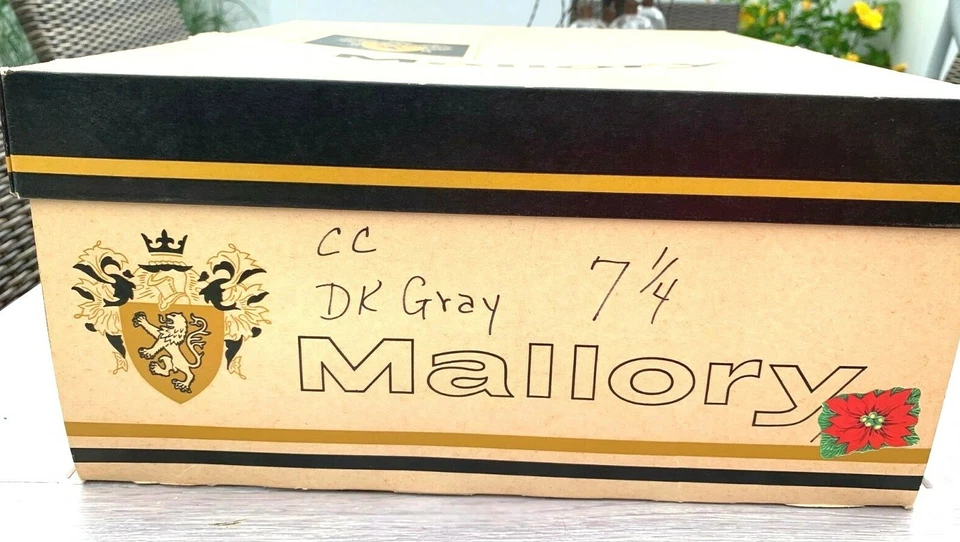 CC
DK Gray 7 1/4
Mallory